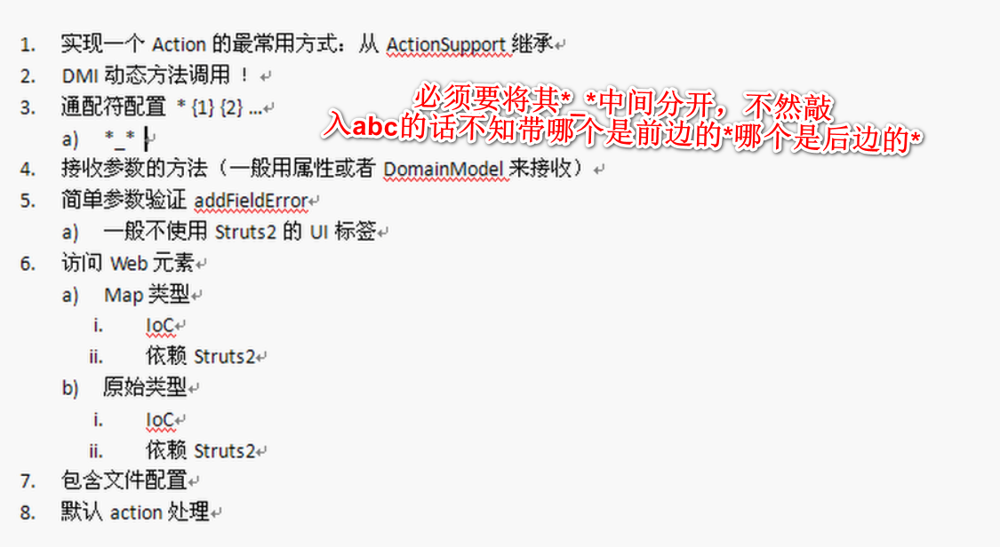 1. 实现一个 Action 的最常用方式：从 ActionSupport 继承
2. DMI 动态方法调用 ！
3. 通配符配置 * {1} {2} ...
a) *_*
必须要将其*_*中间分开，不然敲
入abc的话不知带哪个是前边的*哪个是后边的*
4. 接收参数的方法（一般用属性或者 DomainModel 来接收）
5. 简单参数验证 addFieldError
a) 一般不使用 Struts2 的 UI 标签
6. 访问 Web 元素
a) Map 类型
i. IoC
ii. 依赖 Struts2
b) 原始类型
i. IoC
ii. 依赖 Struts2
7. 包含文件配置
8. 默认 action 处理